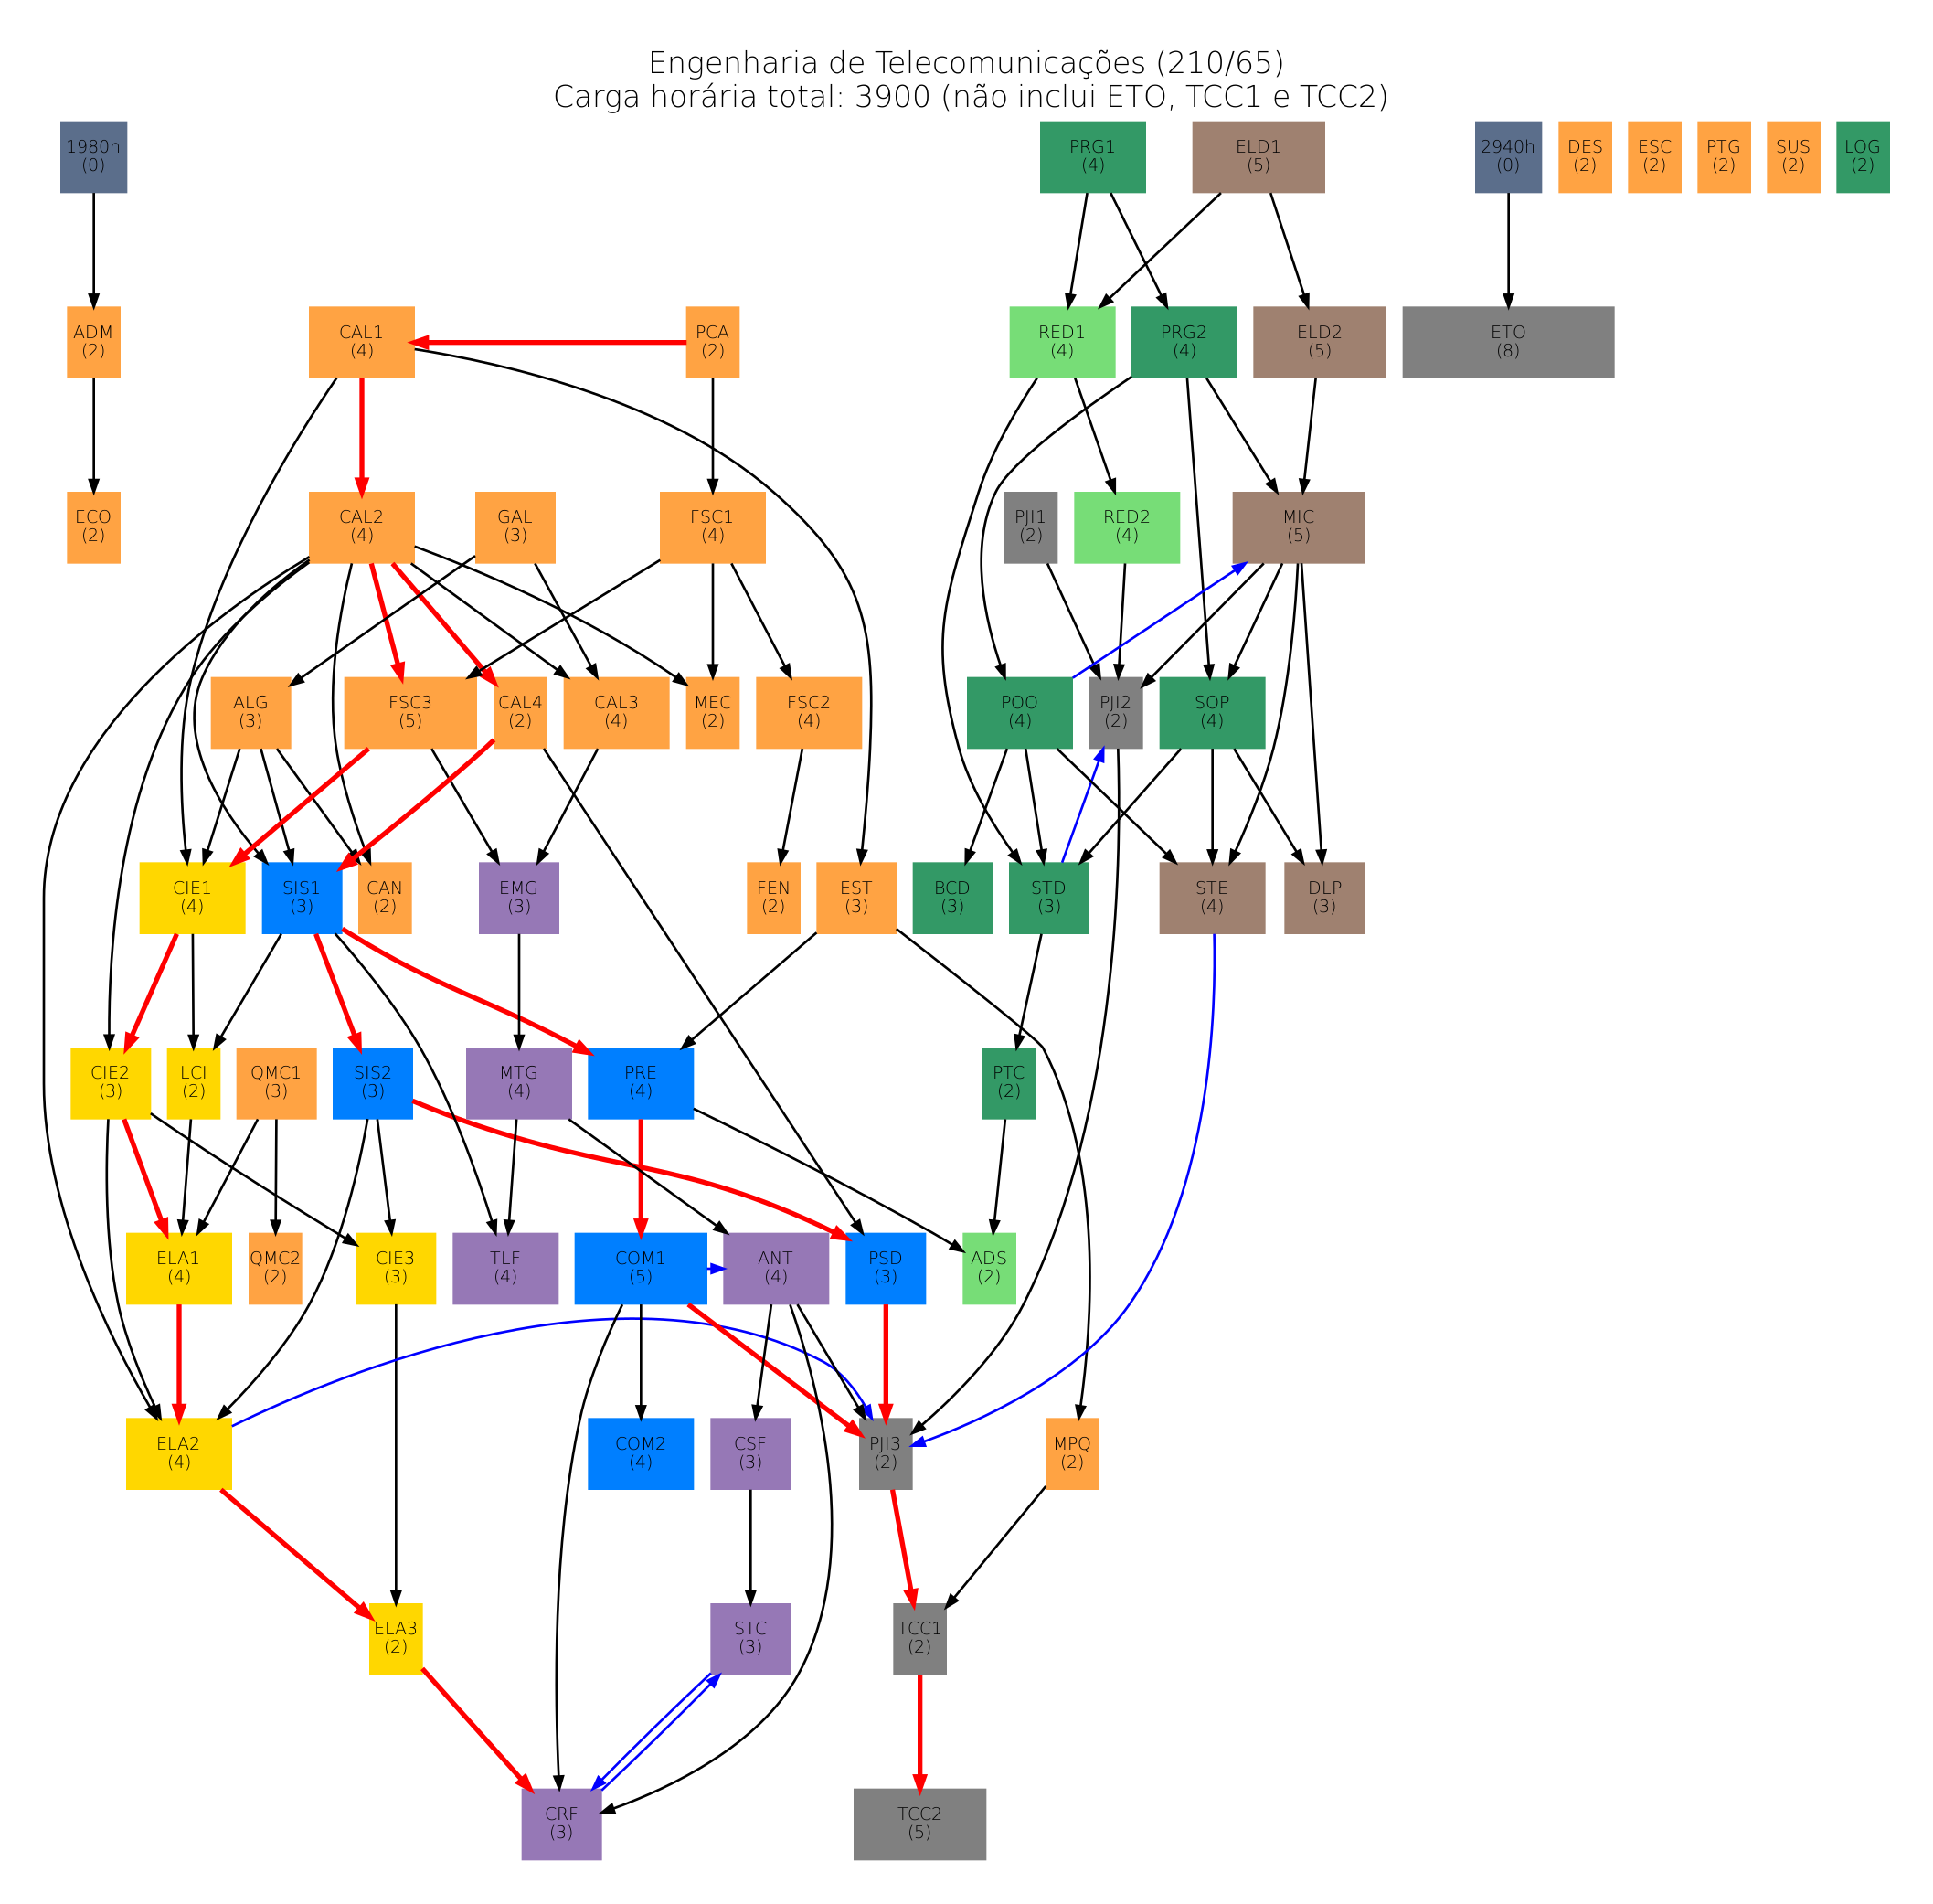 Engenharia de Telecomunicações (210/65)
Carga horária total: 3900 (não inclui ETO, TCC1 e TCC2)
1980h
(0)
PRG1
(4)
ELD1
(5)
2940h
(0)
DES
(2)
ESC
(2)
PTG
(2)
SUS
(2)
LOG
(2)
ADM
(2)
CAL1
(4)
PCA
(2)
RED1
(4)
PRG2
(4)
ELD2
(5)
ETO
(8)
ECO
(2)
CAL2
(4)
GAL
(3)
FSC1
(4)
PJI1
(2)
RED2
(4)
MIC
(5)
ALG
(3)
FSC3
(5)
CAL4
(2)
CAL3
(4)
MEC
(2)
FSC2
(4)
POO
(4)
PJI2
(2)
SOP
(4)
CIE1
(4)
SIS1
(3)
CAN
(2)
EMG
(3)
FEN
(2)
EST
(3)
BCD
(3)
STD
(3)
STE
(4)
DLP
(3)
CIE2
(3)
LCI
(2)
QMC1
(3)
SIS2
(3)
MTG
(4)
PRE
(4)
PTC
(2)
ELA1
(4)
QMC2
(2)
CIE3
(3)
TLF
(4)
COM1
(5)
ANT
(4)
PSD
(3)
ADS
(2)
ELA2
(4)
COM2
(4)
CSF
(3)
PJI3
(2)
MPQ
(2)
ELA3
(2)
STC
(3)
TCC1
(2)
CRF
(3)
TCC2
(5)